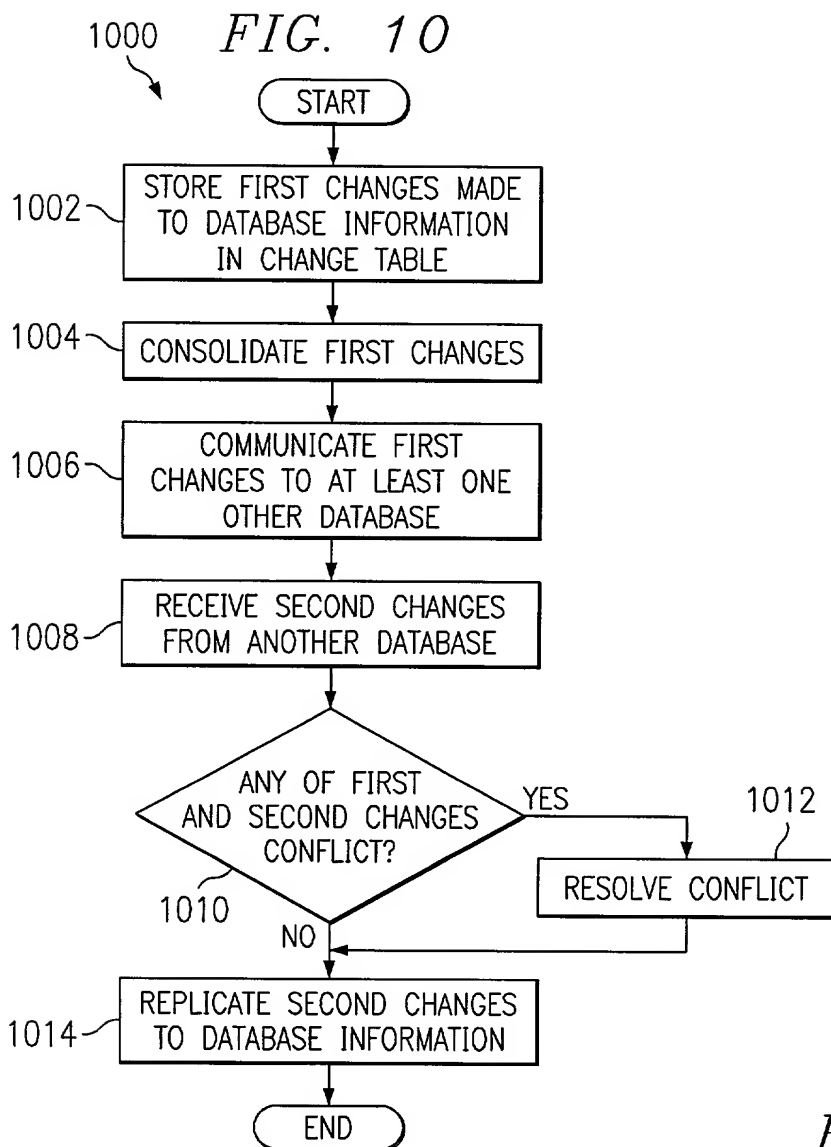 1000
FIG. 10
START
1002
STORE FIRST CHANGES MADE
TO DATABASE INFORMATION
IN CHANGE TABLE
1004
CONSOLIDATE FIRST CHANGES
1006
COMMUNICATE FIRST
CHANGES TO AT LEAST ONE
OTHER DATABASE
1008
RECEIVE SECOND CHANGES
FROM ANOTHER DATABASE
ANY OF FIRST
AND SECOND CHANGES
CONFLICT?
1010
YES
1012
RESOLVE CONFLICT
NO
1014
REPLICATE SECOND CHANGES
TO DATABASE INFORMATION
END